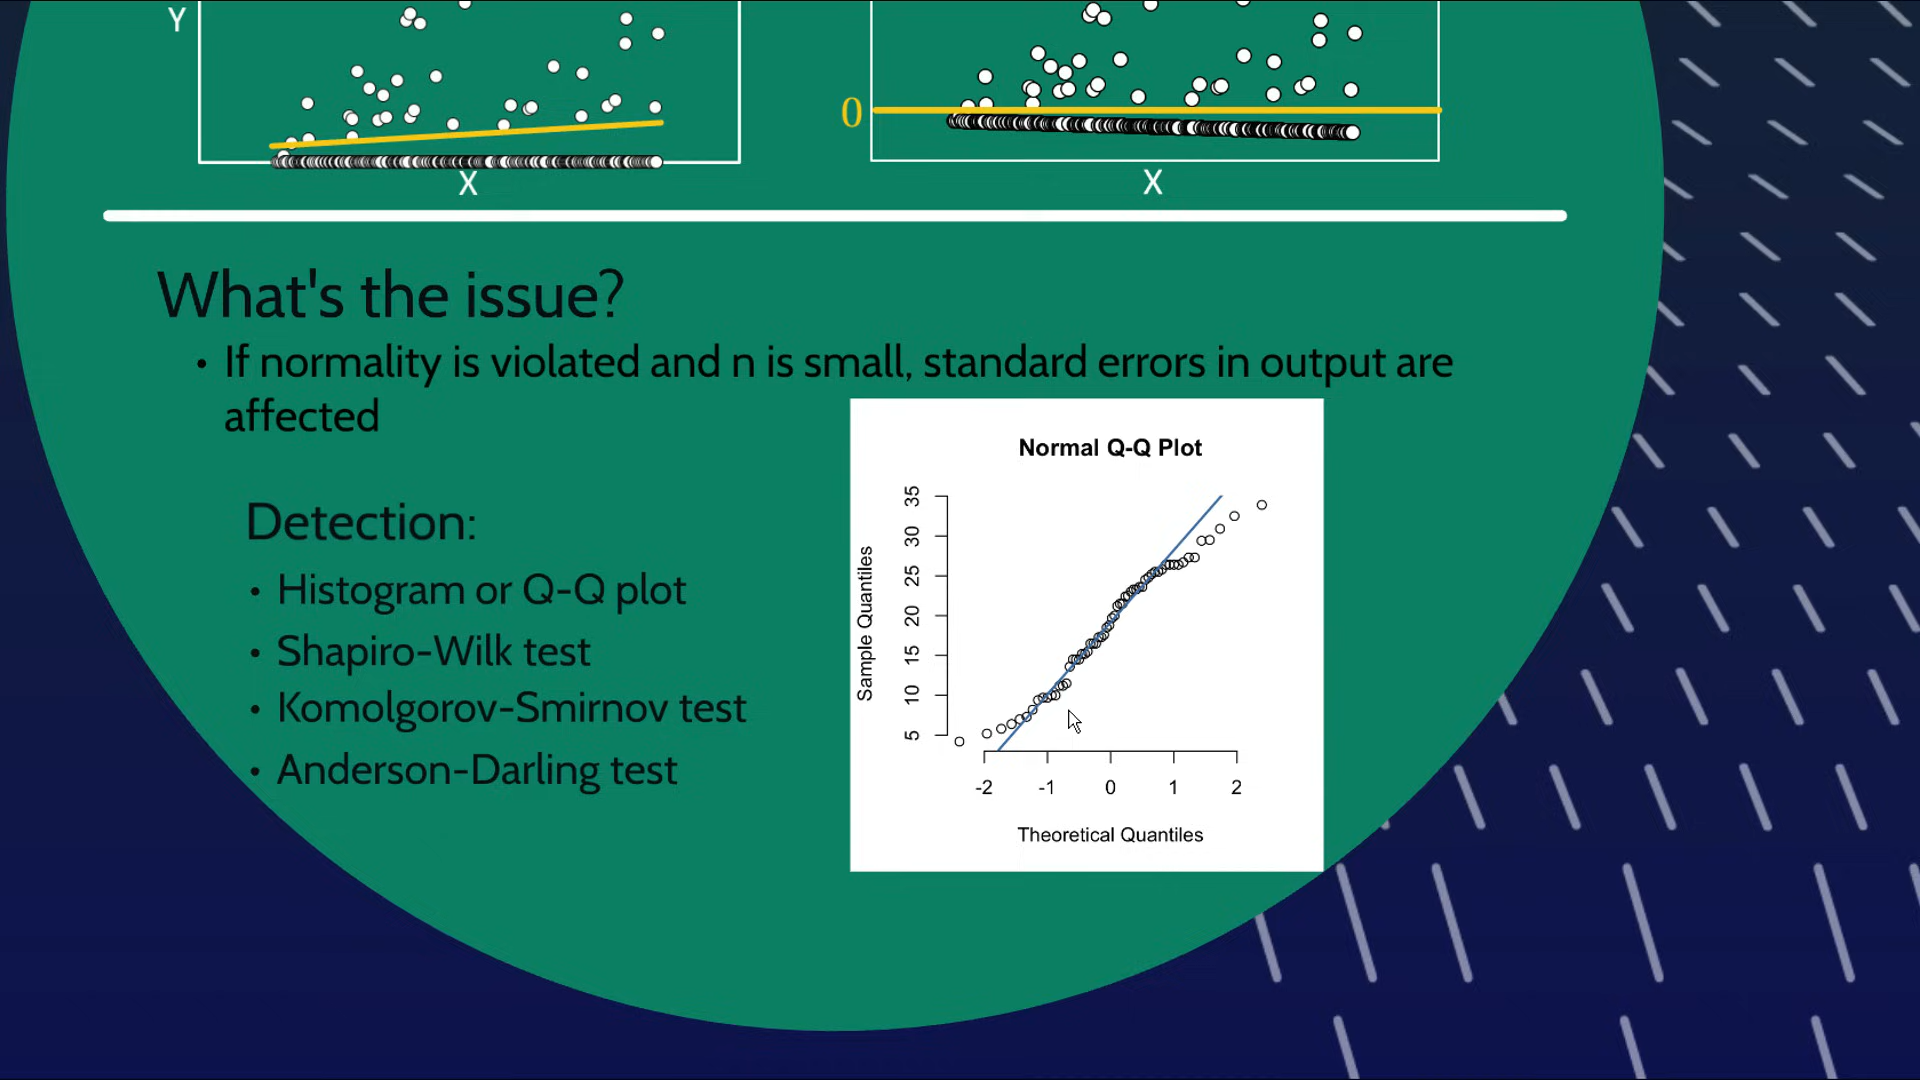 Y
X
0
X
What's the issue?
• If normality is violated and n is small, standard errors in output are
affected
Detection:
• Histogram or Q-Q plot
• Shapiro-Wilk test
• Komolgorov-Smirnov test
• Anderson-Darling test
Normal Q-Q Plot
Sample Quantiles
35
30
25
20
15
10
5
-2 -1 0 1 2
Theoretical Quantiles